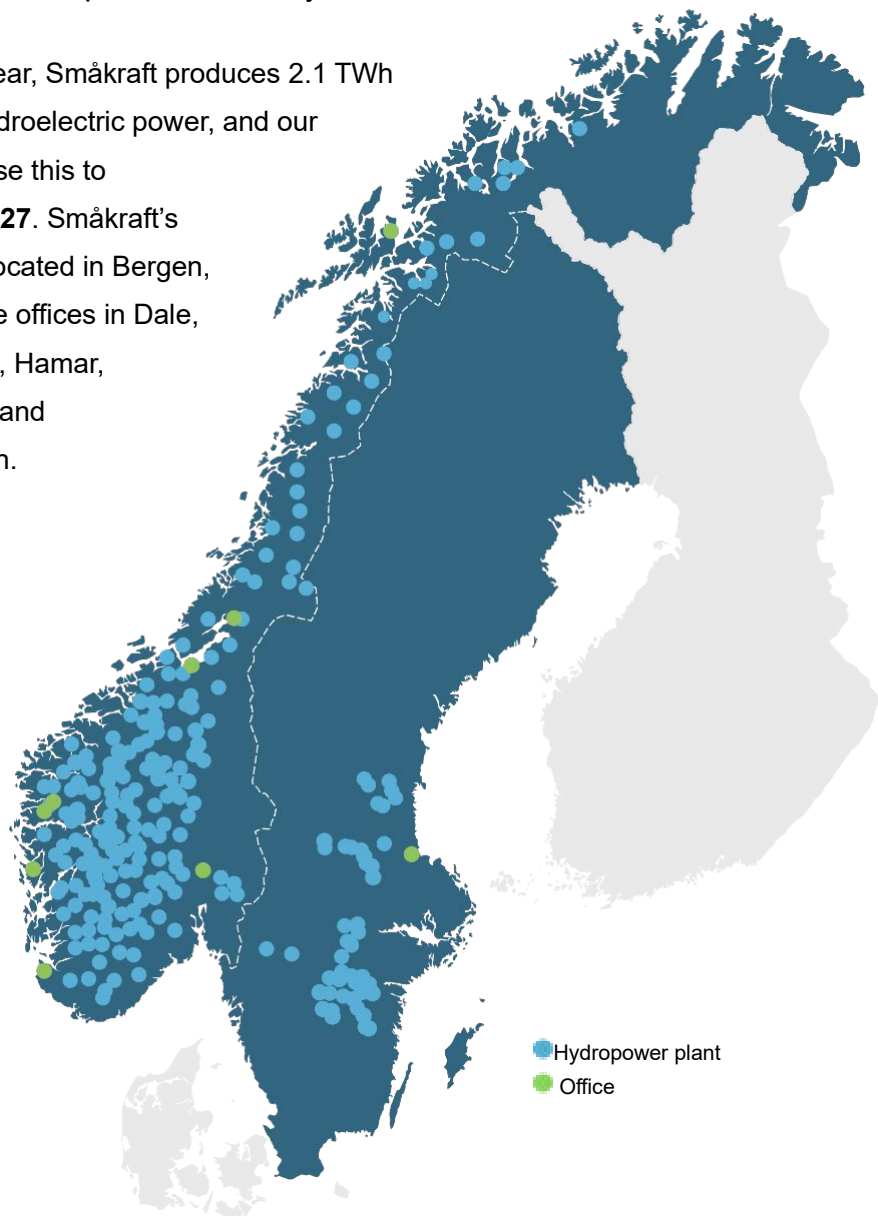 ear, Småkraft produces 2.1 TWh
droelectric power, and our
se this to
27. Småkraft’s
ocated in Bergen,
e offices in Dale,
, Hamar,
and
n.
Hydropower plant
Office